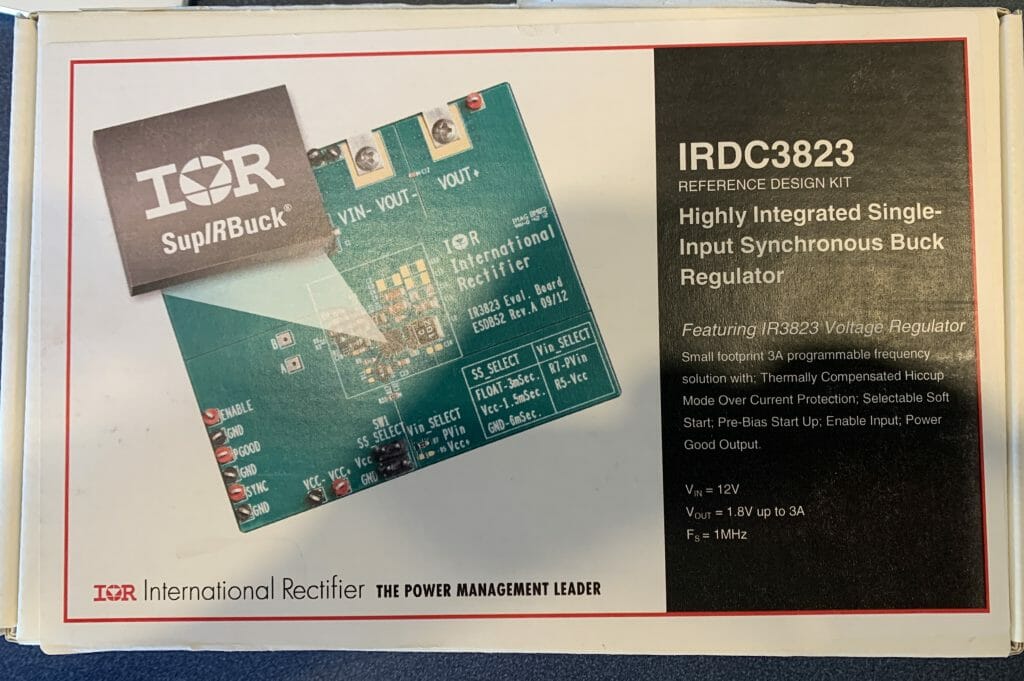 IOR
SupIRBuck®
VIN- VOUT-
VOUT+
IOR
International
Rectifier
IR3823 Eval. Board
ESDB52 Rev.A 09/12
B
A
SS_SELECT
FLOAT-3mSec.
Vcc-1.5mSec.
GND-6mSec.
Vin_SELECT
R7-PVin
R5-Vcc
SW1
SS_SELECT
Vcc
GND
Vin_SELECT
PVin
Vcc+
VCC- VCC+
ENABLE
GND
PGOOD
GND
SYNC
GND
IOR International Rectifier THE POWER MANAGEMENT LEADER
IRDC3823
REFERENCE DESIGN KIT
Highly Integrated Single-
Input Synchronous Buck
Regulator
Featuring IR3823 Voltage Regulator
Small footprint 3A programmable frequency
solution with; Thermally Compensated Hiccup
Mode Over Current Protection; Selectable Soft
Start; Pre-Bias Start Up; Enable Input; Power
Good Output.
VIN = 12V
VOUT = 1.8V up to 3A
FS = 1MHz